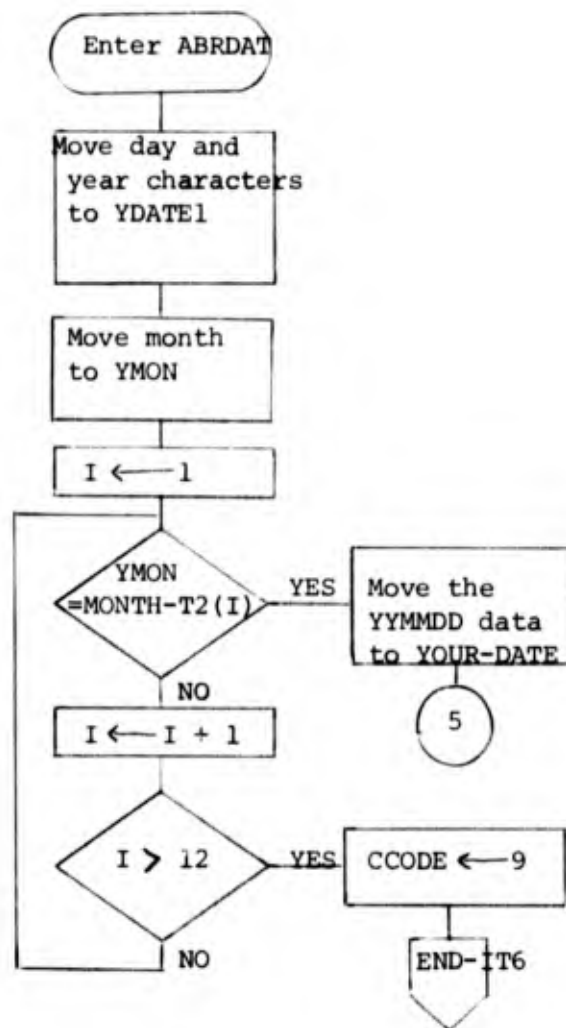 Enter ABRDAT
Move day and
year characters
to YDATE1
Move month
to YMON
I ← 1
YMON
=MONTH-T2(I)
YES
Move the
YYMMDD data
to YOUR-DATE
5
NO
I ← I + 1
I > 12
YES
CCODE ← 9
NO
END-IT6